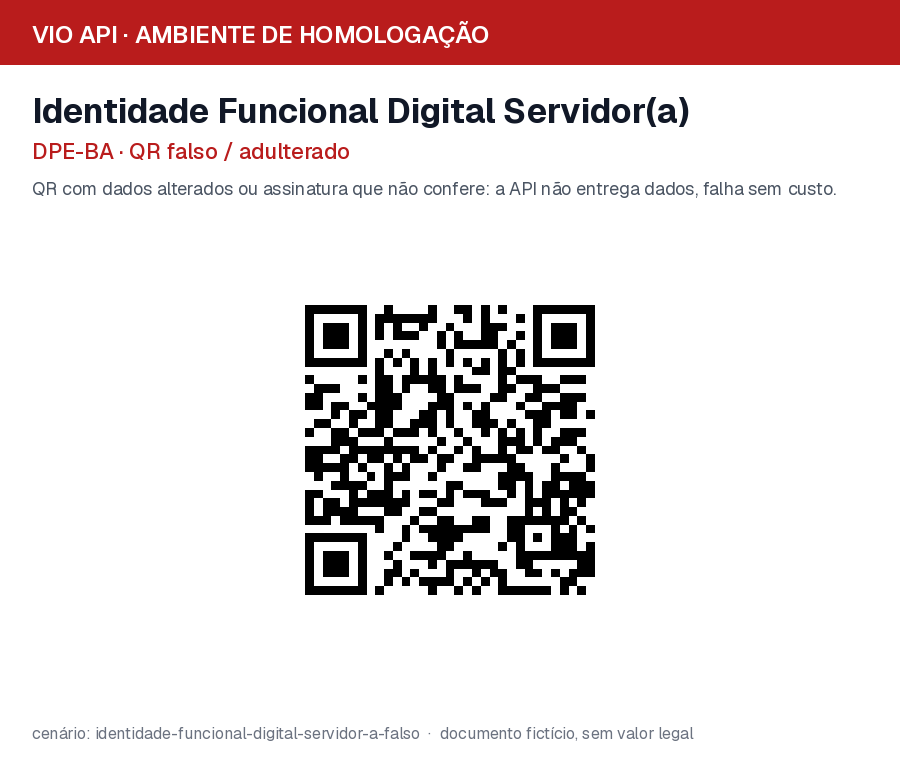 VIO API · AMBIENTE DE HOMOLOGAÇÃO
Identidade Funcional Digital Servidor(a)
DPE-BA · QR falso / adulterado
QR com dados alterados ou assinatura que não confere: a API não entrega dados, falha sem custo.
cenário: identidade-funcional-digital-servidor-a-falso · documento fictício, sem valor legal